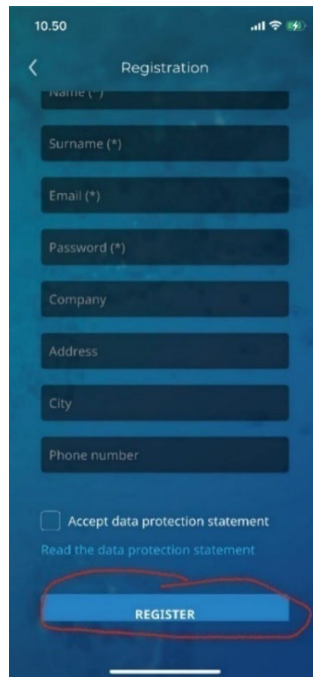 10.50
Registration
Name (*)
Surname (*)
Email (*)
Password (*)
Company
Address
City
Phone number
Accept data protection statement
Read the data protection statement
REGISTER